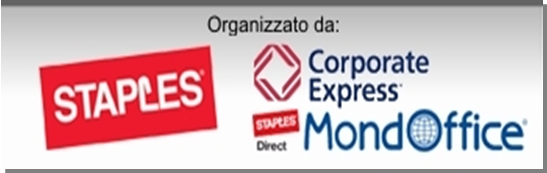 Organizzato da:
STAPLES
Corporate
Express
STAPLES
Direct
MondOffice